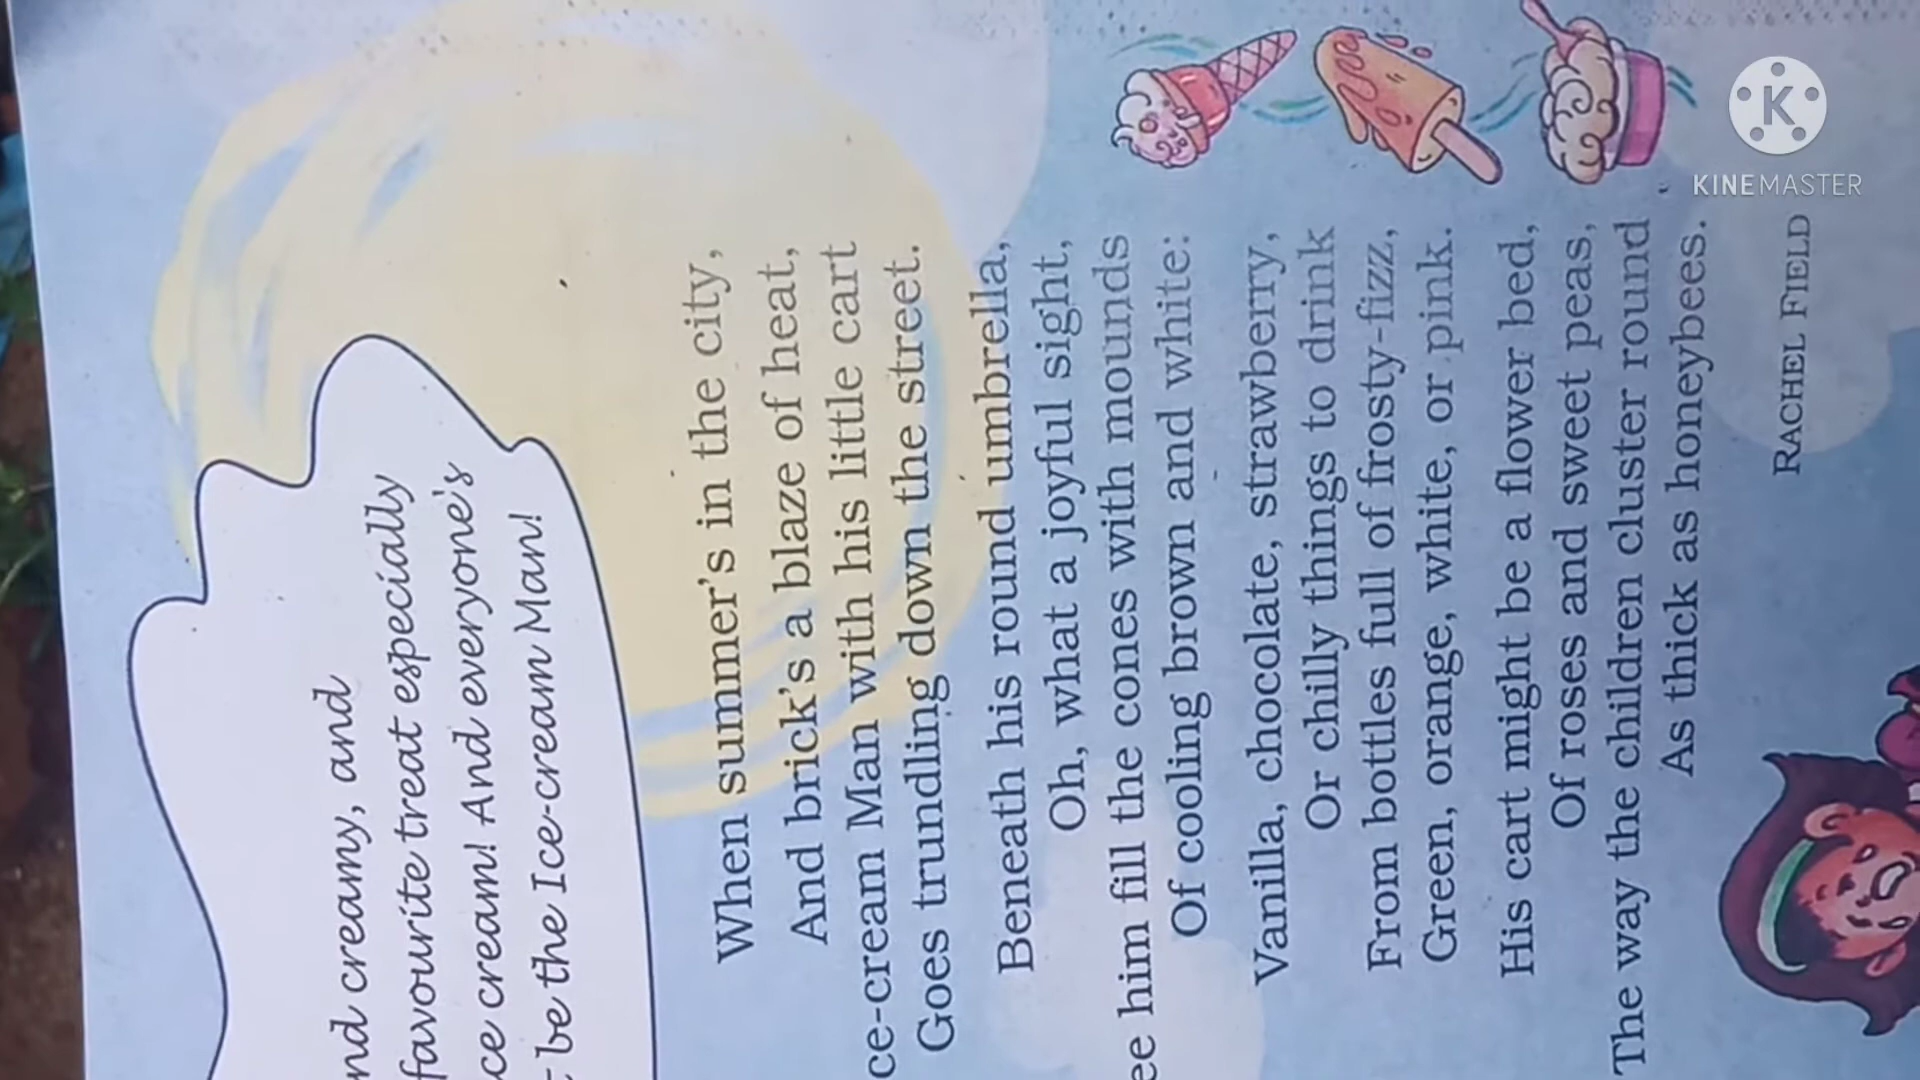 nd creamy, and
favourite treat especially
ce cream! And everyone's
be the Ice-cream Man!
When summer's in the city,
And brick's a blaze of heat,
ce-cream Man with his little cart
Goes trundling down the street.
Beneath his round umbrella,
Oh, what a joyful sight,
ee him fill the cones with mounds
Of cooling brown and white:
Vanilla, chocolate, strawberry,
Or chilly things to drink
From bottles full of frosty-fizz,
Green, orange, white, or pink.
His cart might be a flower bed,
Of roses and sweet peas,
The way the children cluster round
As thick as honeybees.
RACHEL FIELD
K
KINEMASTER